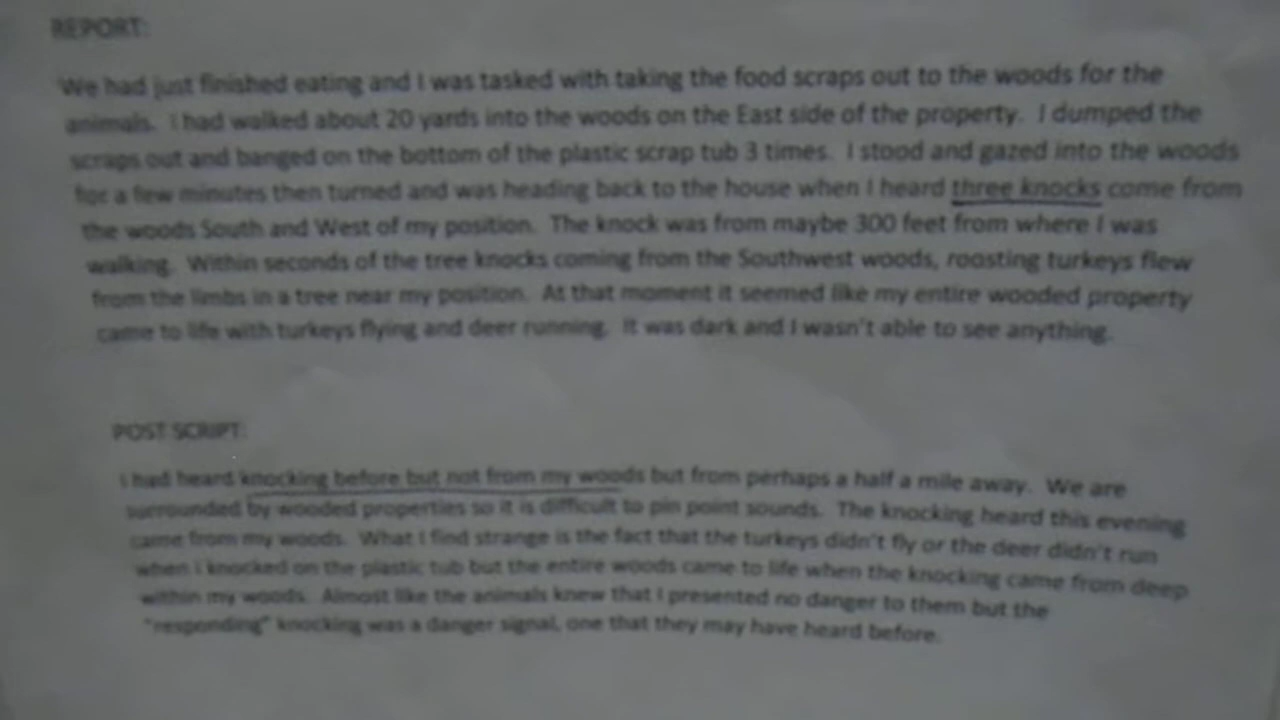 REPORT:
We had just finished eating and I was tasked with taking the food scraps out to the woods for the
animals. I had walked about 20 yards into the woods on the East side of the property. I dumped the
scraps out and banged on the bottom of the plastic scrap tub 3 times. I stood and gazed into the woods
for a few minutes then turned and was heading back to the house when I heard three knocks come from
the woods South and West of my position. The knock was from maybe 300 feet from where I was
walking. Within seconds of the tree knocks coming from the Southwest woods, roosting turkeys flew
from the limbs in a tree near my position. At that moment it seemed like my entire wooded property
came to life with turkeys flying and deer running. It was dark and I wasn't able to see anything.
POST SCRIPT:
I had heard knocking before but not from my woods but from perhaps a half a mile away. We are
surrounded by wooded properties so it is difficult to pin point sounds. The knocking heard this evening
came from my woods. What I find strange is the fact that the turkeys didn't fly or the deer didn't run
when I knocked on the plastic tub but the entire woods came to life when the knocking came from deep
within my woods. Almost like the animals knew that I presented no danger to them but the
"responding" knocking was a danger signal, one that they may have heard before.